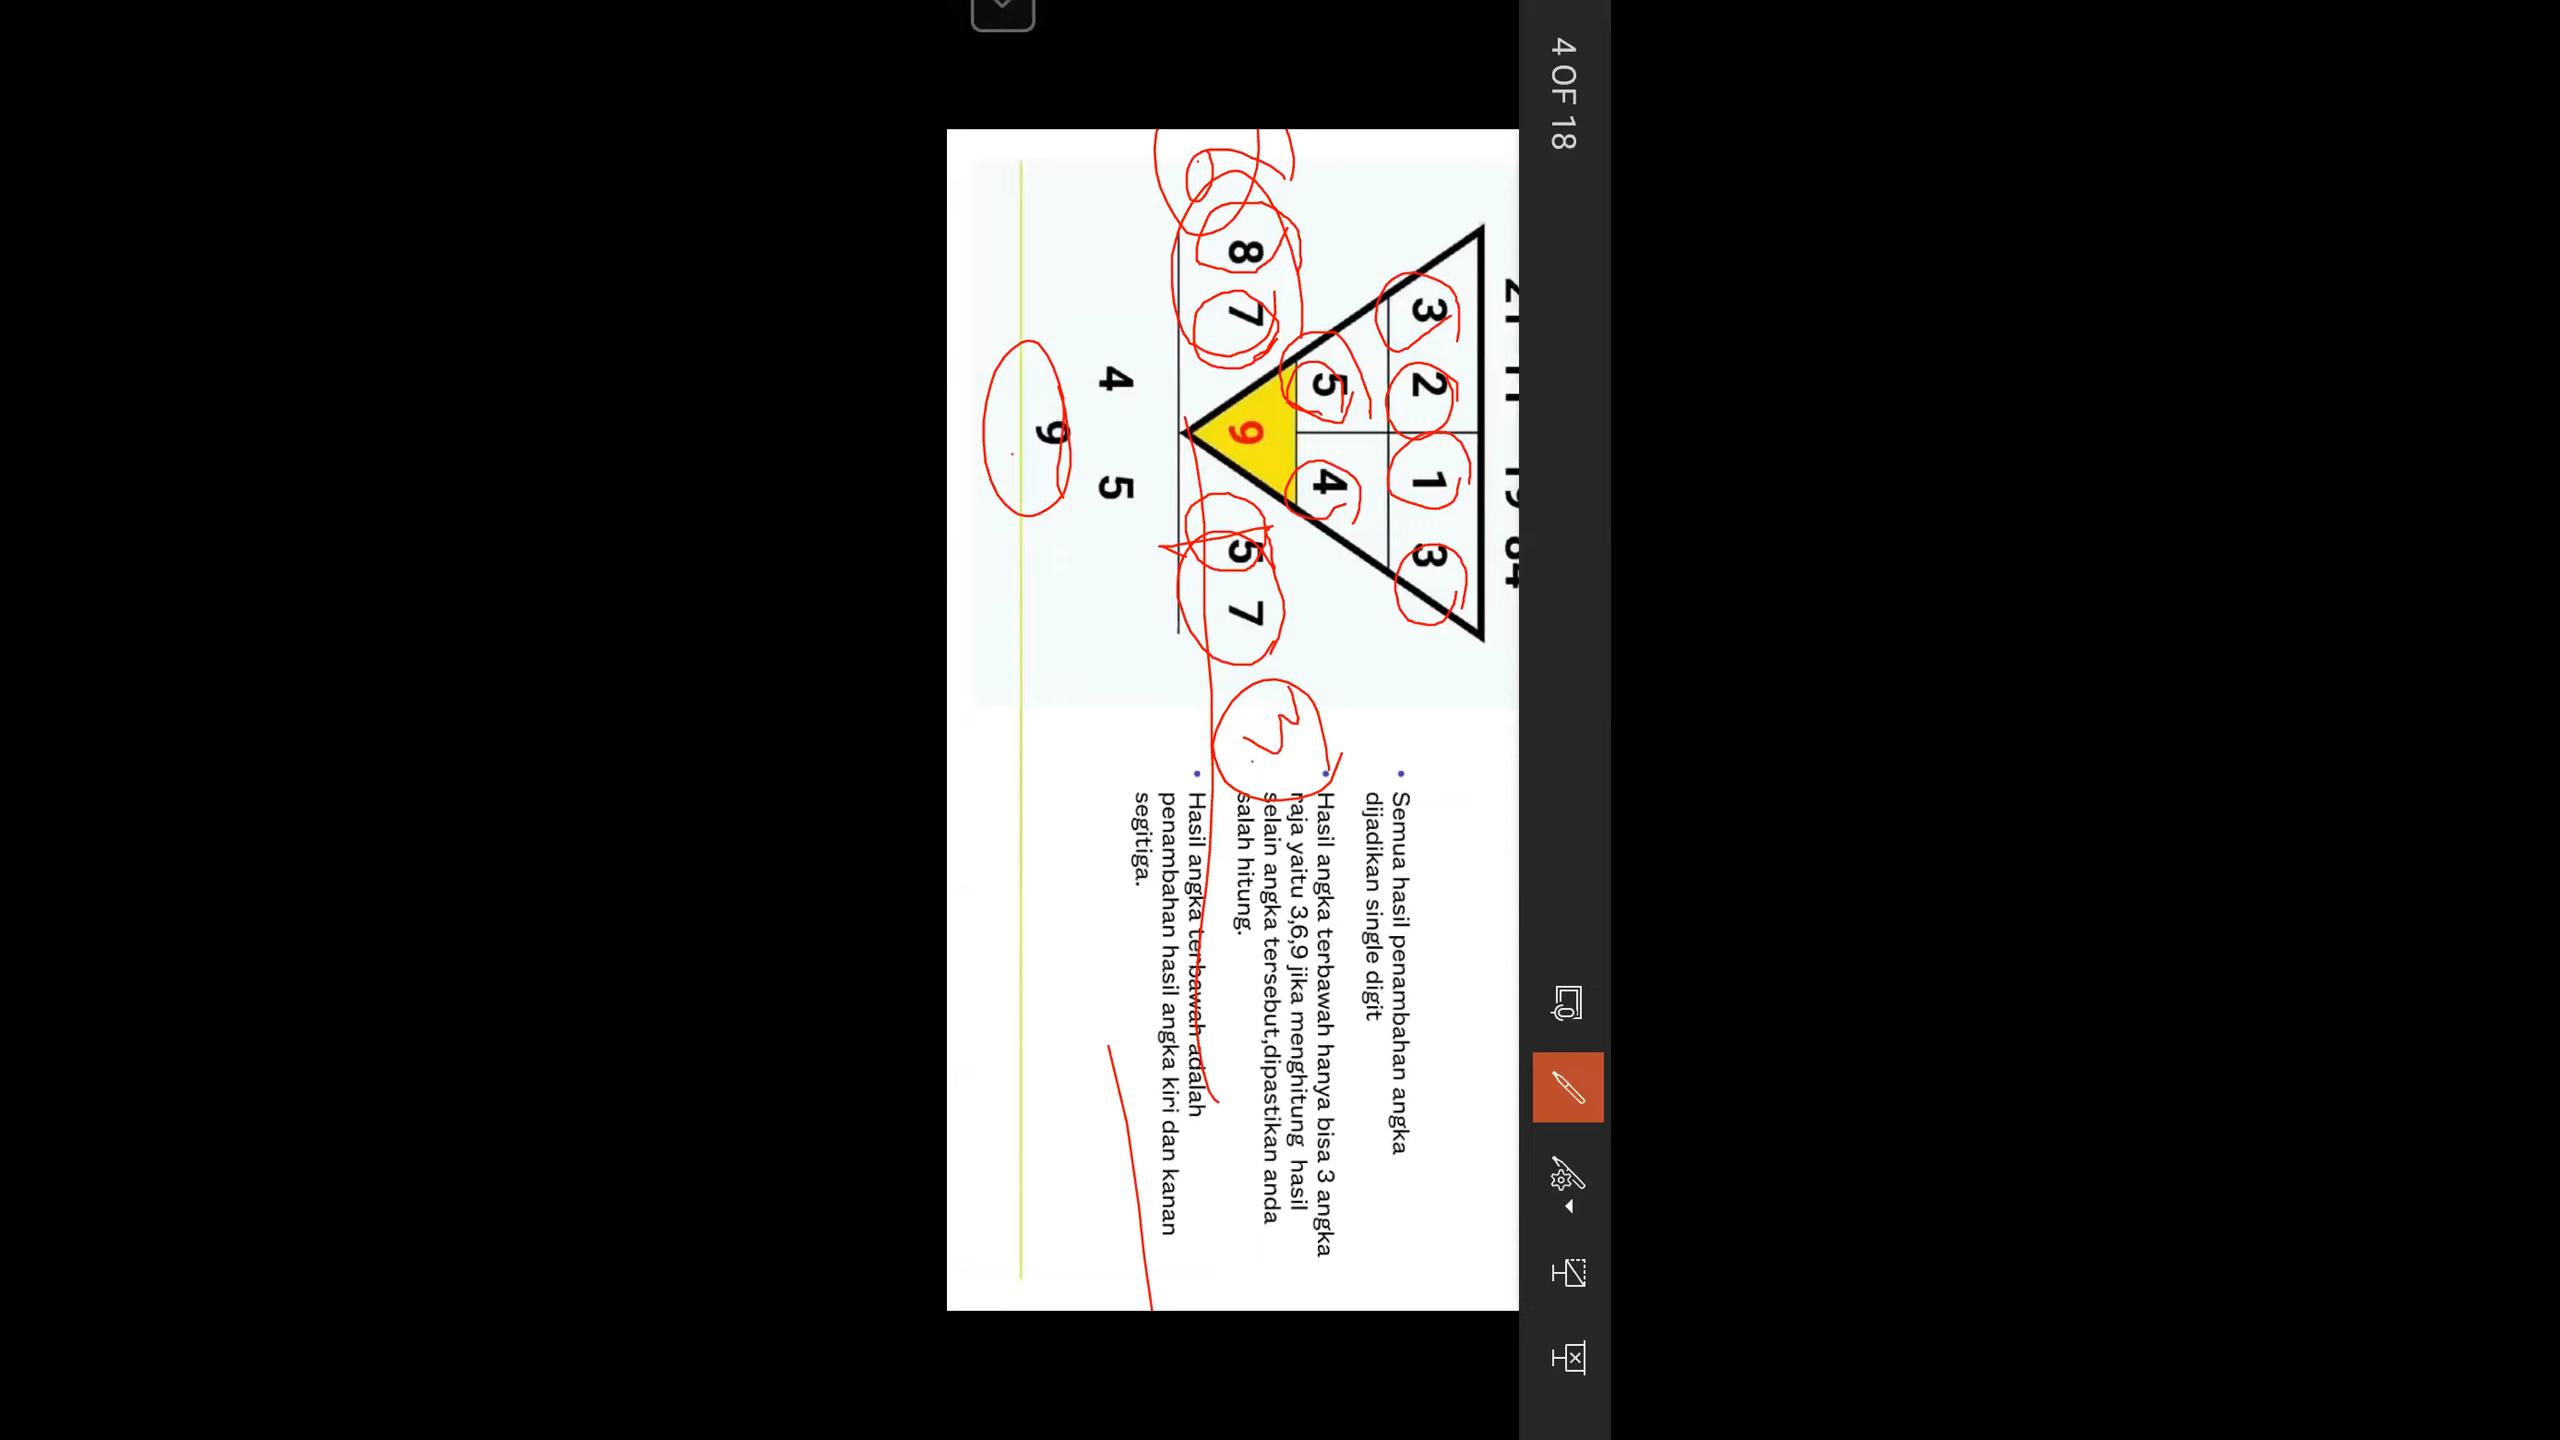 4 OF 18
3 2 1 3
5 4
8 7 9 5 7
4 5
9
3
• Semua hasil penambahan angka
dijadikan single digit
• Hasil angka terbawah hanya bisa 3 angka
raja yaitu 3,6,9 jika menghitung hasil
selain angka tersebut,dipastikan anda
salah hitung.
• Hasil angka terbawah adalah
penambahan hasil angka kiri dan kanan
segitiga.